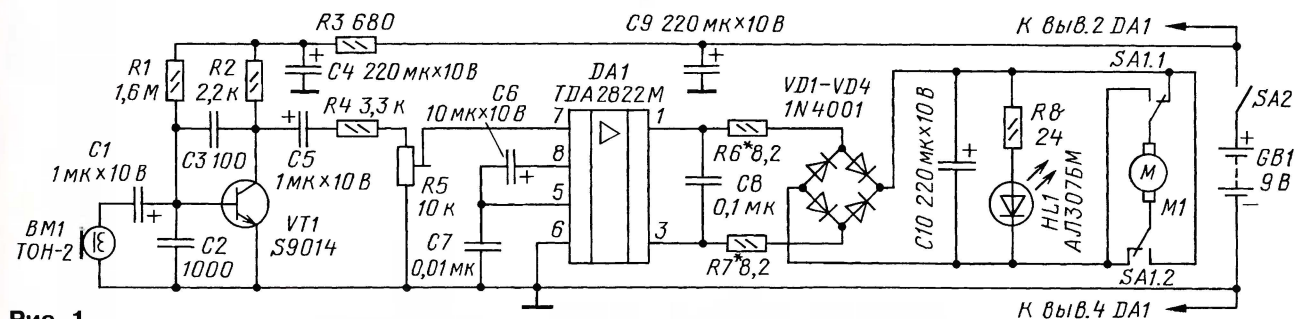 R3 680
C9 220 мк×10 В
К выв.2 DA1
R1
1,6 М
R2
2,2 к
C4 220 мк×10 В
DA1
TDA2822M
VD1-VD4
1N4001
SA1.1
SA2
C6
10 мк×10 В
R4 3,3 к
7
1
C1
1 мк×10 В
C3 100
C5
1 мк×10 В
8
R6*8,2
C10 220 мк×10 В
R8
24
M
M1
+
GB1
9 В
R5
10 к
5
C8
0,1 мк
HL1
АЛ307БМ
ВМ1
ТОН-2
VT1
S9014
C2
1000
C7
0,01 мк
6
3
R7*8,2
SA1.2
Рис. 1
К выв.4 DA1